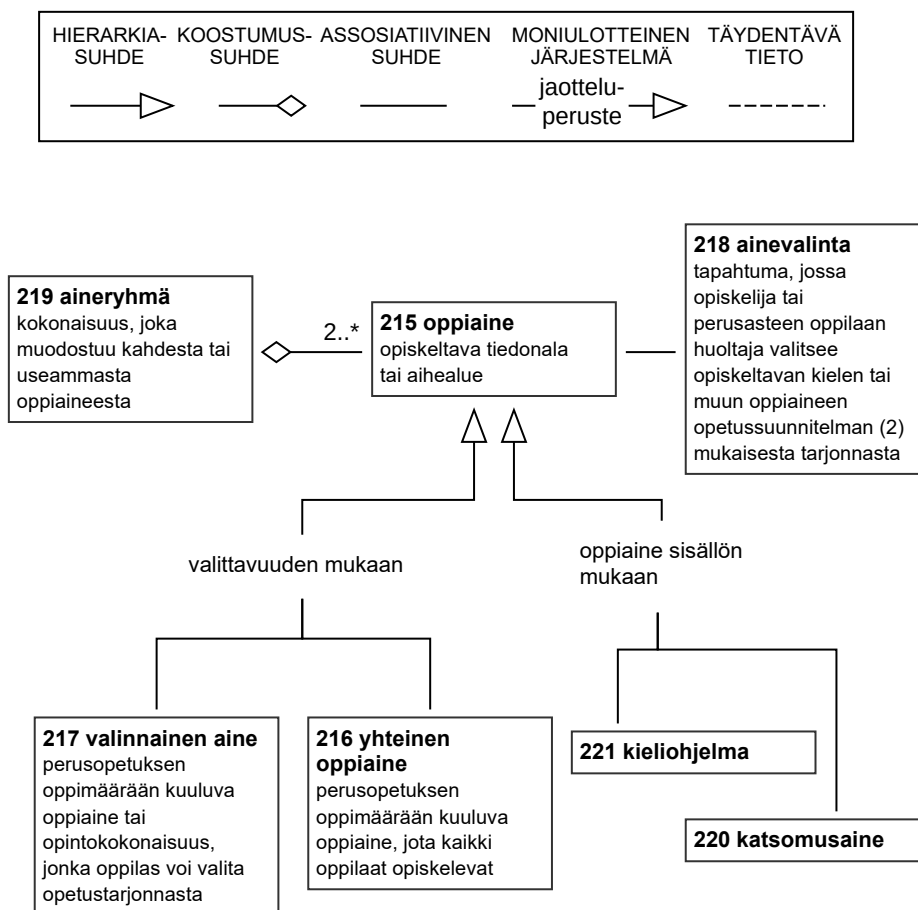 HIERARKIA-
SUHDE
KOOSTUMUS-
SUHDE
ASSOSIATIIVINEN
SUHDE
MONIULOTTEINEN
JÄRJESTELMÄ
jaottelu-
peruste
TÄYDENTÄVÄ
TIETO
219 aineryhmä
kokonaisuus, joka
muodostuu kahdesta tai
useammasta
oppiaineesta
2..*
215 oppiaine
opiskeltava tiedonala
tai aihealue
218 ainevalinta
tapahtuma, jossa
opiskelija tai
perusasteen oppilaan
huoltaja valitsee
opiskeltavan kielen tai
muun oppiaineen
opetussuunnitelman (2)
mukaisesta tarjonnasta
valittavuuden mukaan
oppiaine sisällön
mukaan
217 valinnainen aine
perusopetuksen
oppimäärään kuuluva
oppiaine tai
opintokokonaisuus,
jonka oppilas voi valita
opetustarjonnasta
216 yhteinen
oppiaine
perusopetuksen
oppimäärään kuuluva
oppiaine, jota kaikki
oppilaat opiskelevat
221 kieliohjelma
220 katsomusaine